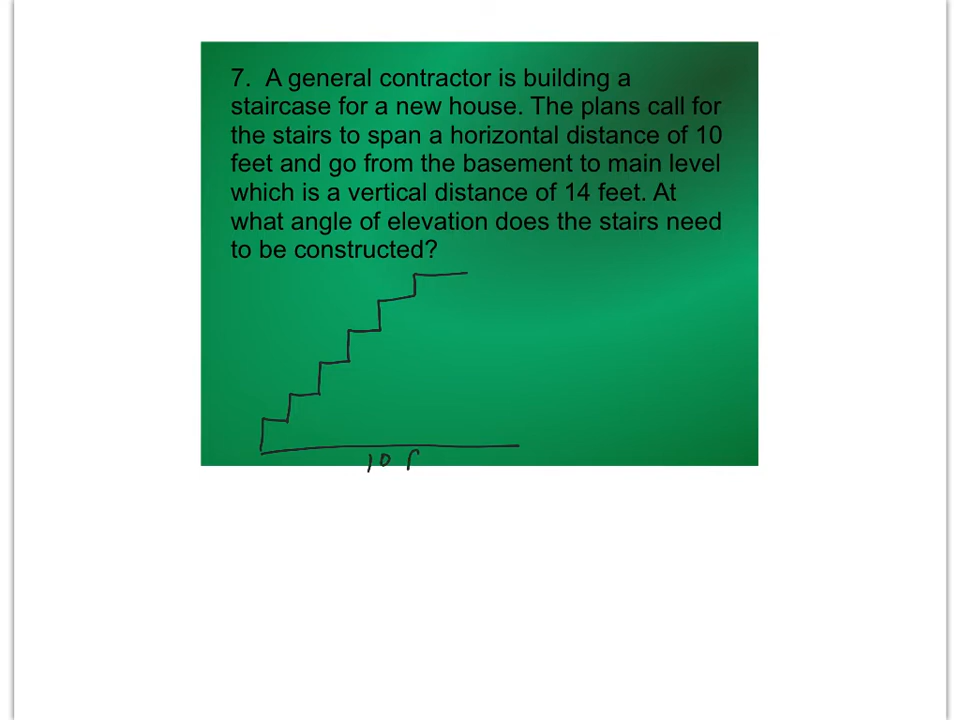 7. A general contractor is building a
staircase for a new house. The plans call for
the stairs to span a horizontal distance of 10
feet and go from the basement to main level
which is a vertical distance of 14 feet. At
what angle of elevation does the stairs need
to be constructed?
10 f